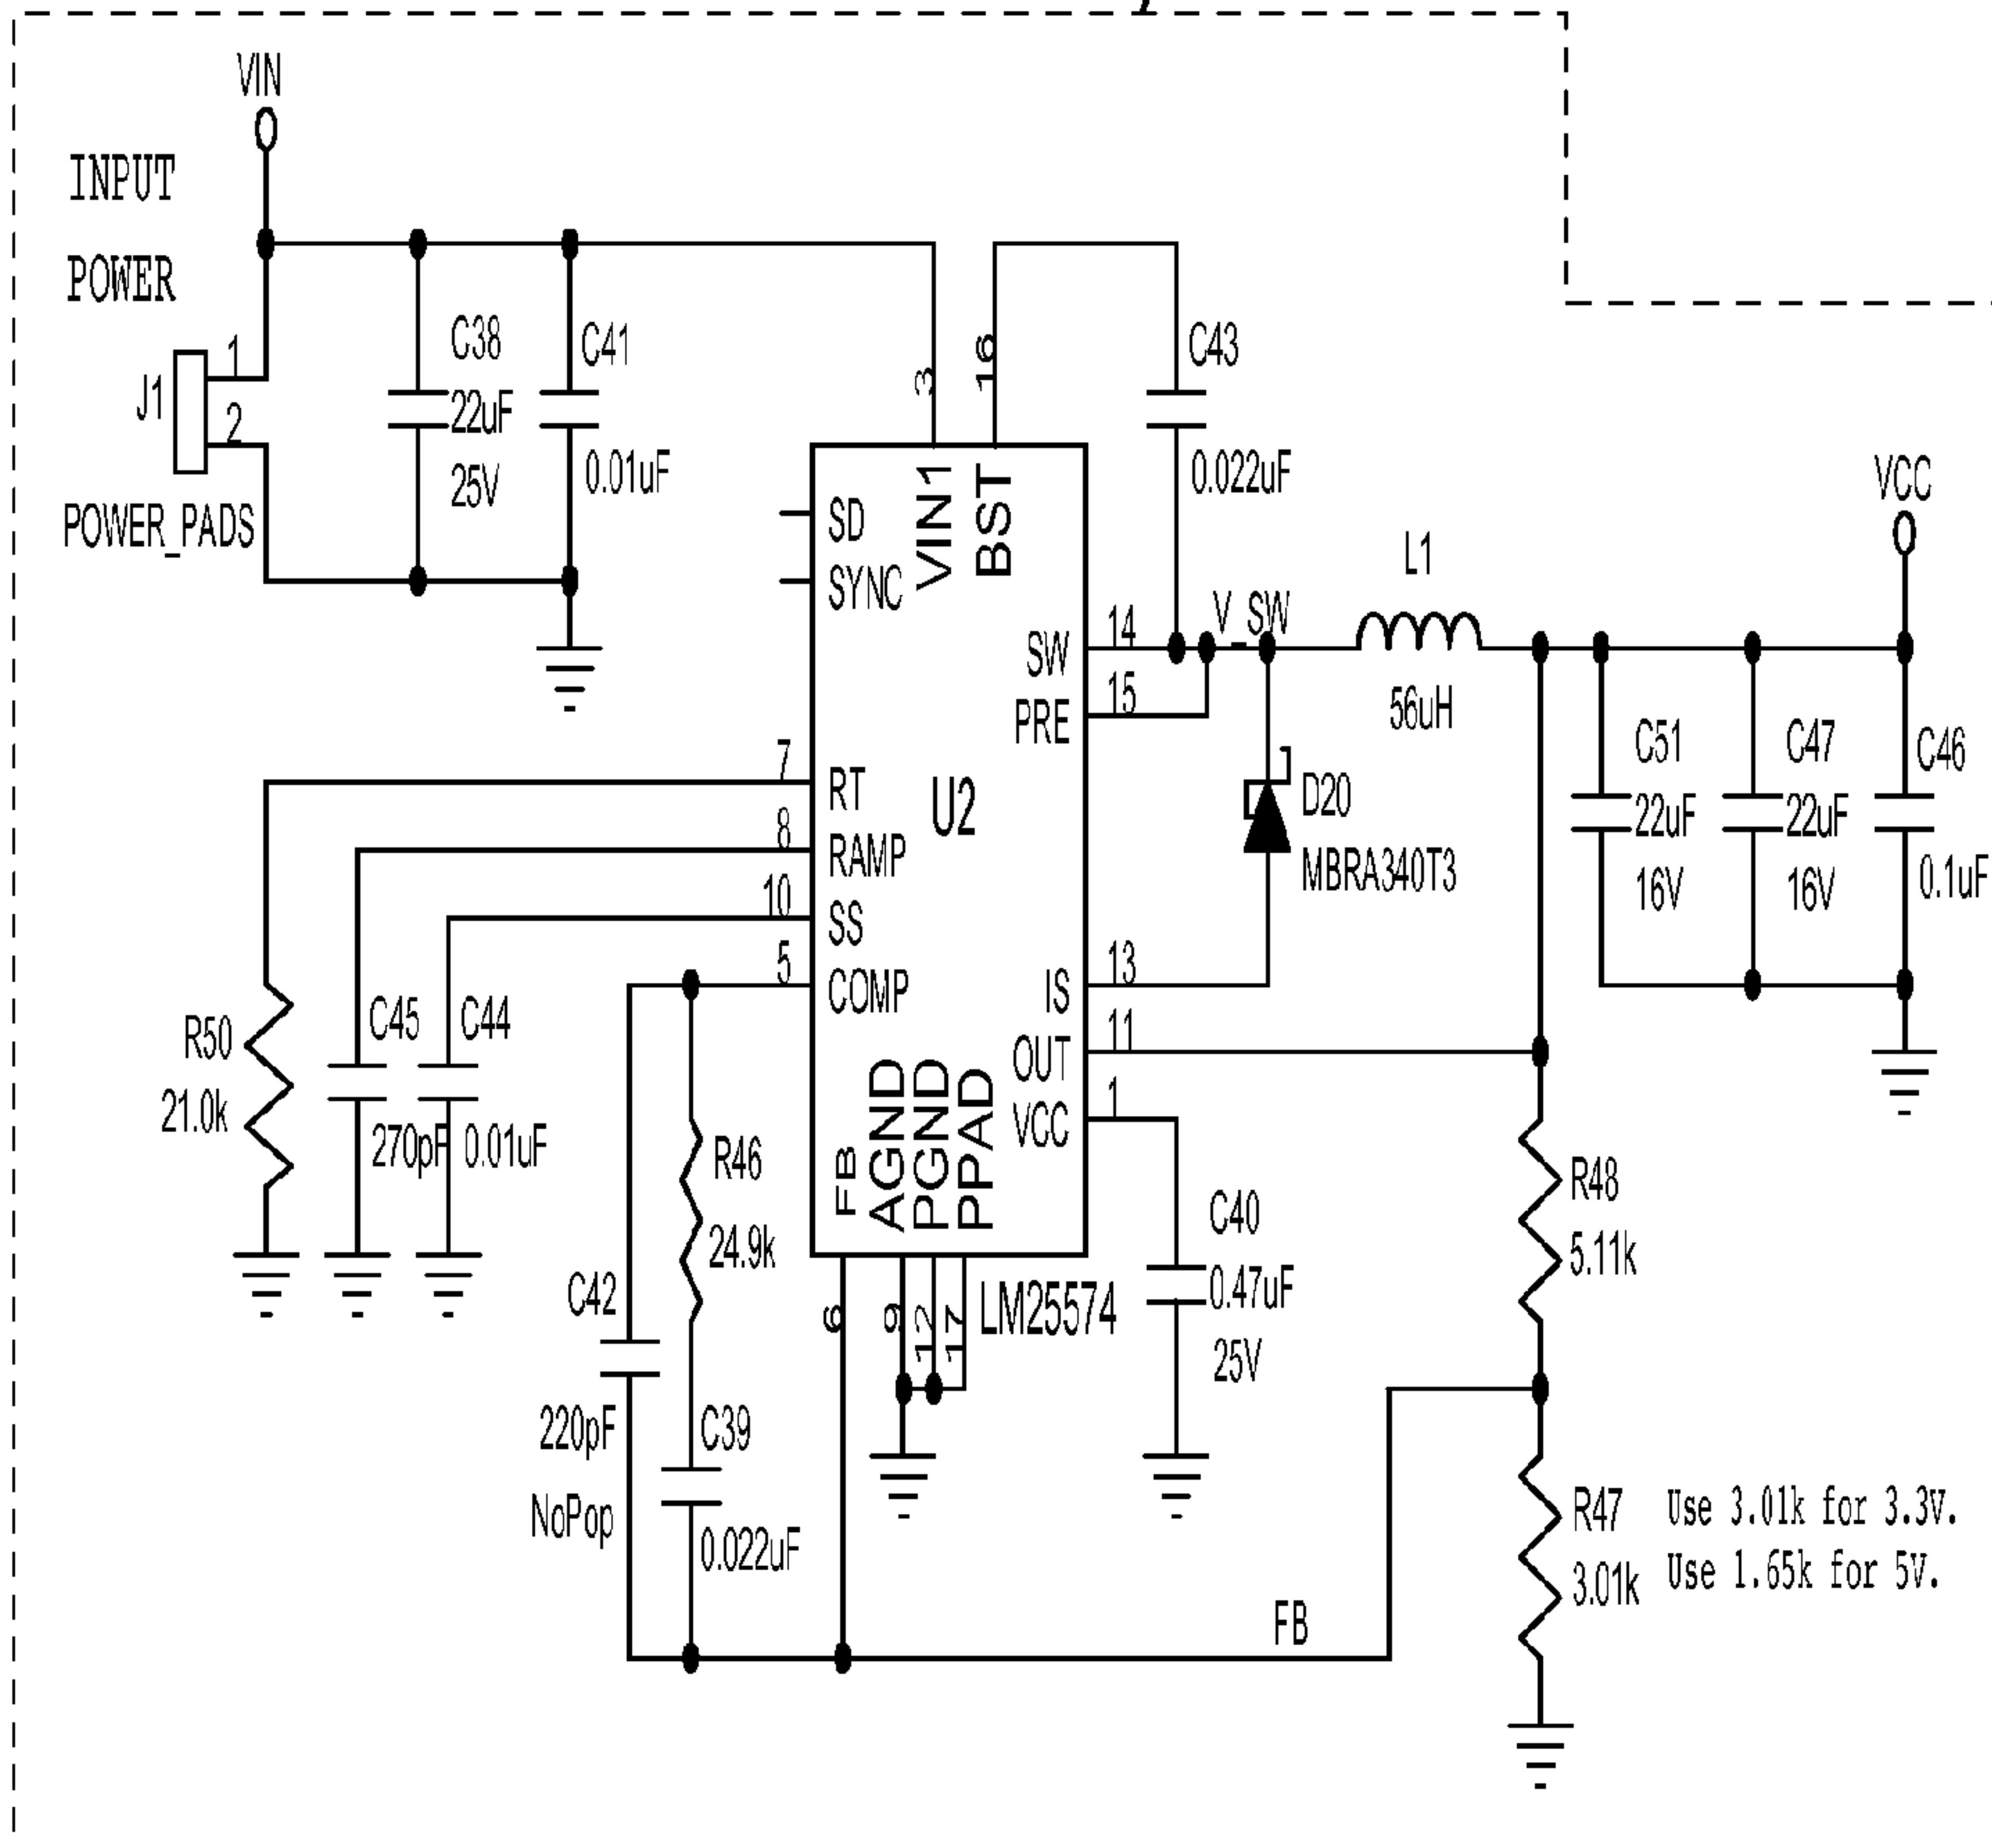 VIN
INPUT
POWER
J1
1
2
POWER_PADS
C38
22uF
25V
C41
0.01uF
3
16
C43
0.022uF
VIN1
BST
SD
SYNC
SW
14
PRE
15
V_SW
L1
56uH
VCC
C51
22uF
16V
C47
22uF
16V
C46
0.1uF
D20
MBRA340T3
7
RT
8
RAMP
10
SS
5
COMP
U2
IS
13
OUT
11
VCC
1
R50
21.0k
C45
270pF
C44
0.01uF
R46
24.9k
FB
AGND
PGND
PPAD
6
9
12
17
LM25574
C40
0.47uF
25V
R48
5.11k
C42
220pF
NoPop
C39
0.022uF
FB
R47
3.01k
Use 3.01k for 3.3V.
Use 1.65k for 5V.